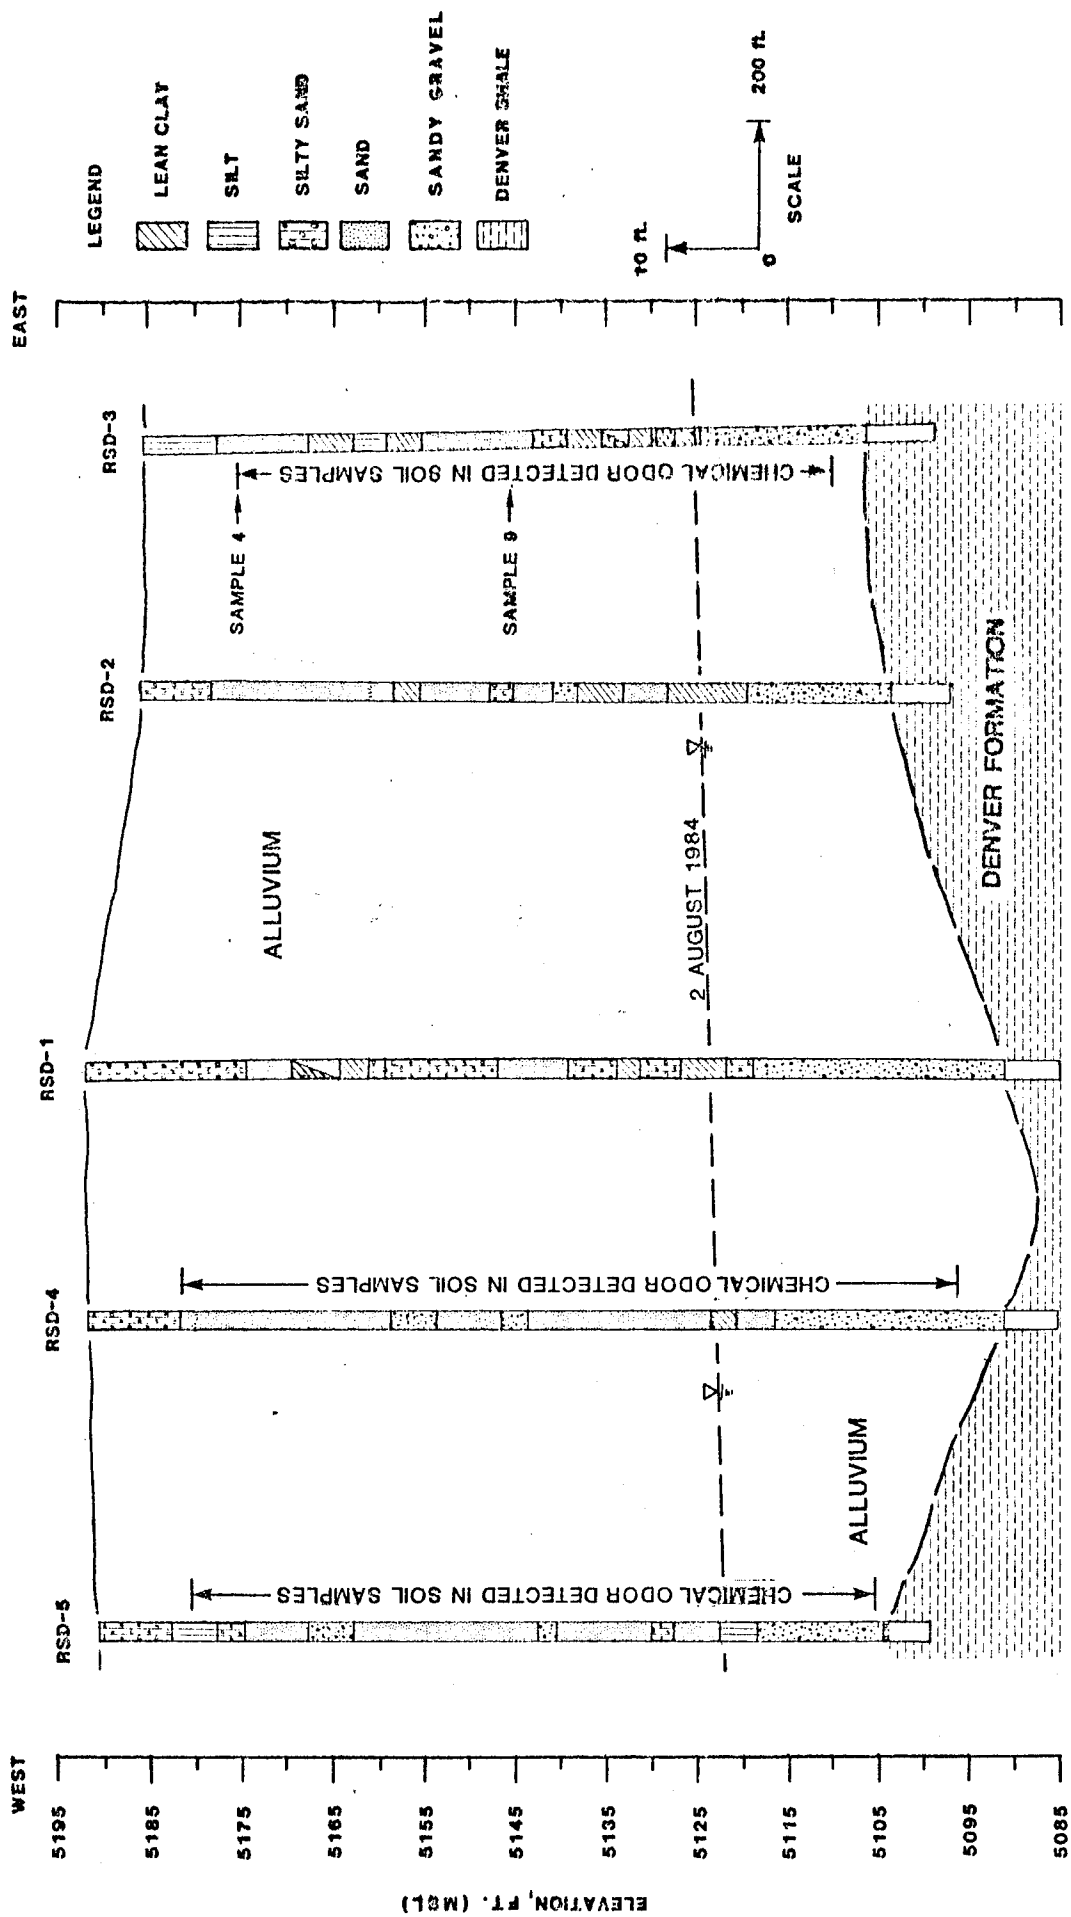 WEST
EAST
ELEVATION, FT. (MSL)
5195
5185
5175
5165
5155
5145
5135
5125
5115
5105
5095
5085
RSD-5
RSD-4
RSD-1
RSD-2
RSD-3
CHEMICAL ODOR DETECTED IN SOIL SAMPLES
CHEMICAL ODOR DETECTED IN SOIL SAMPLES
CHEMICAL ODOR DETECTED IN SOIL SAMPLES
SAMPLE 4
SAMPLE 9
ALLUVIUM
ALLUVIUM
2 AUGUST 1984
DENVER FORMATION
LEGEND
LEAN CLAY
SILT
SILTY SAND
SAND
SANDY GRAVEL
DENVER SHALE
10 ft.
0
200 ft.
SCALE